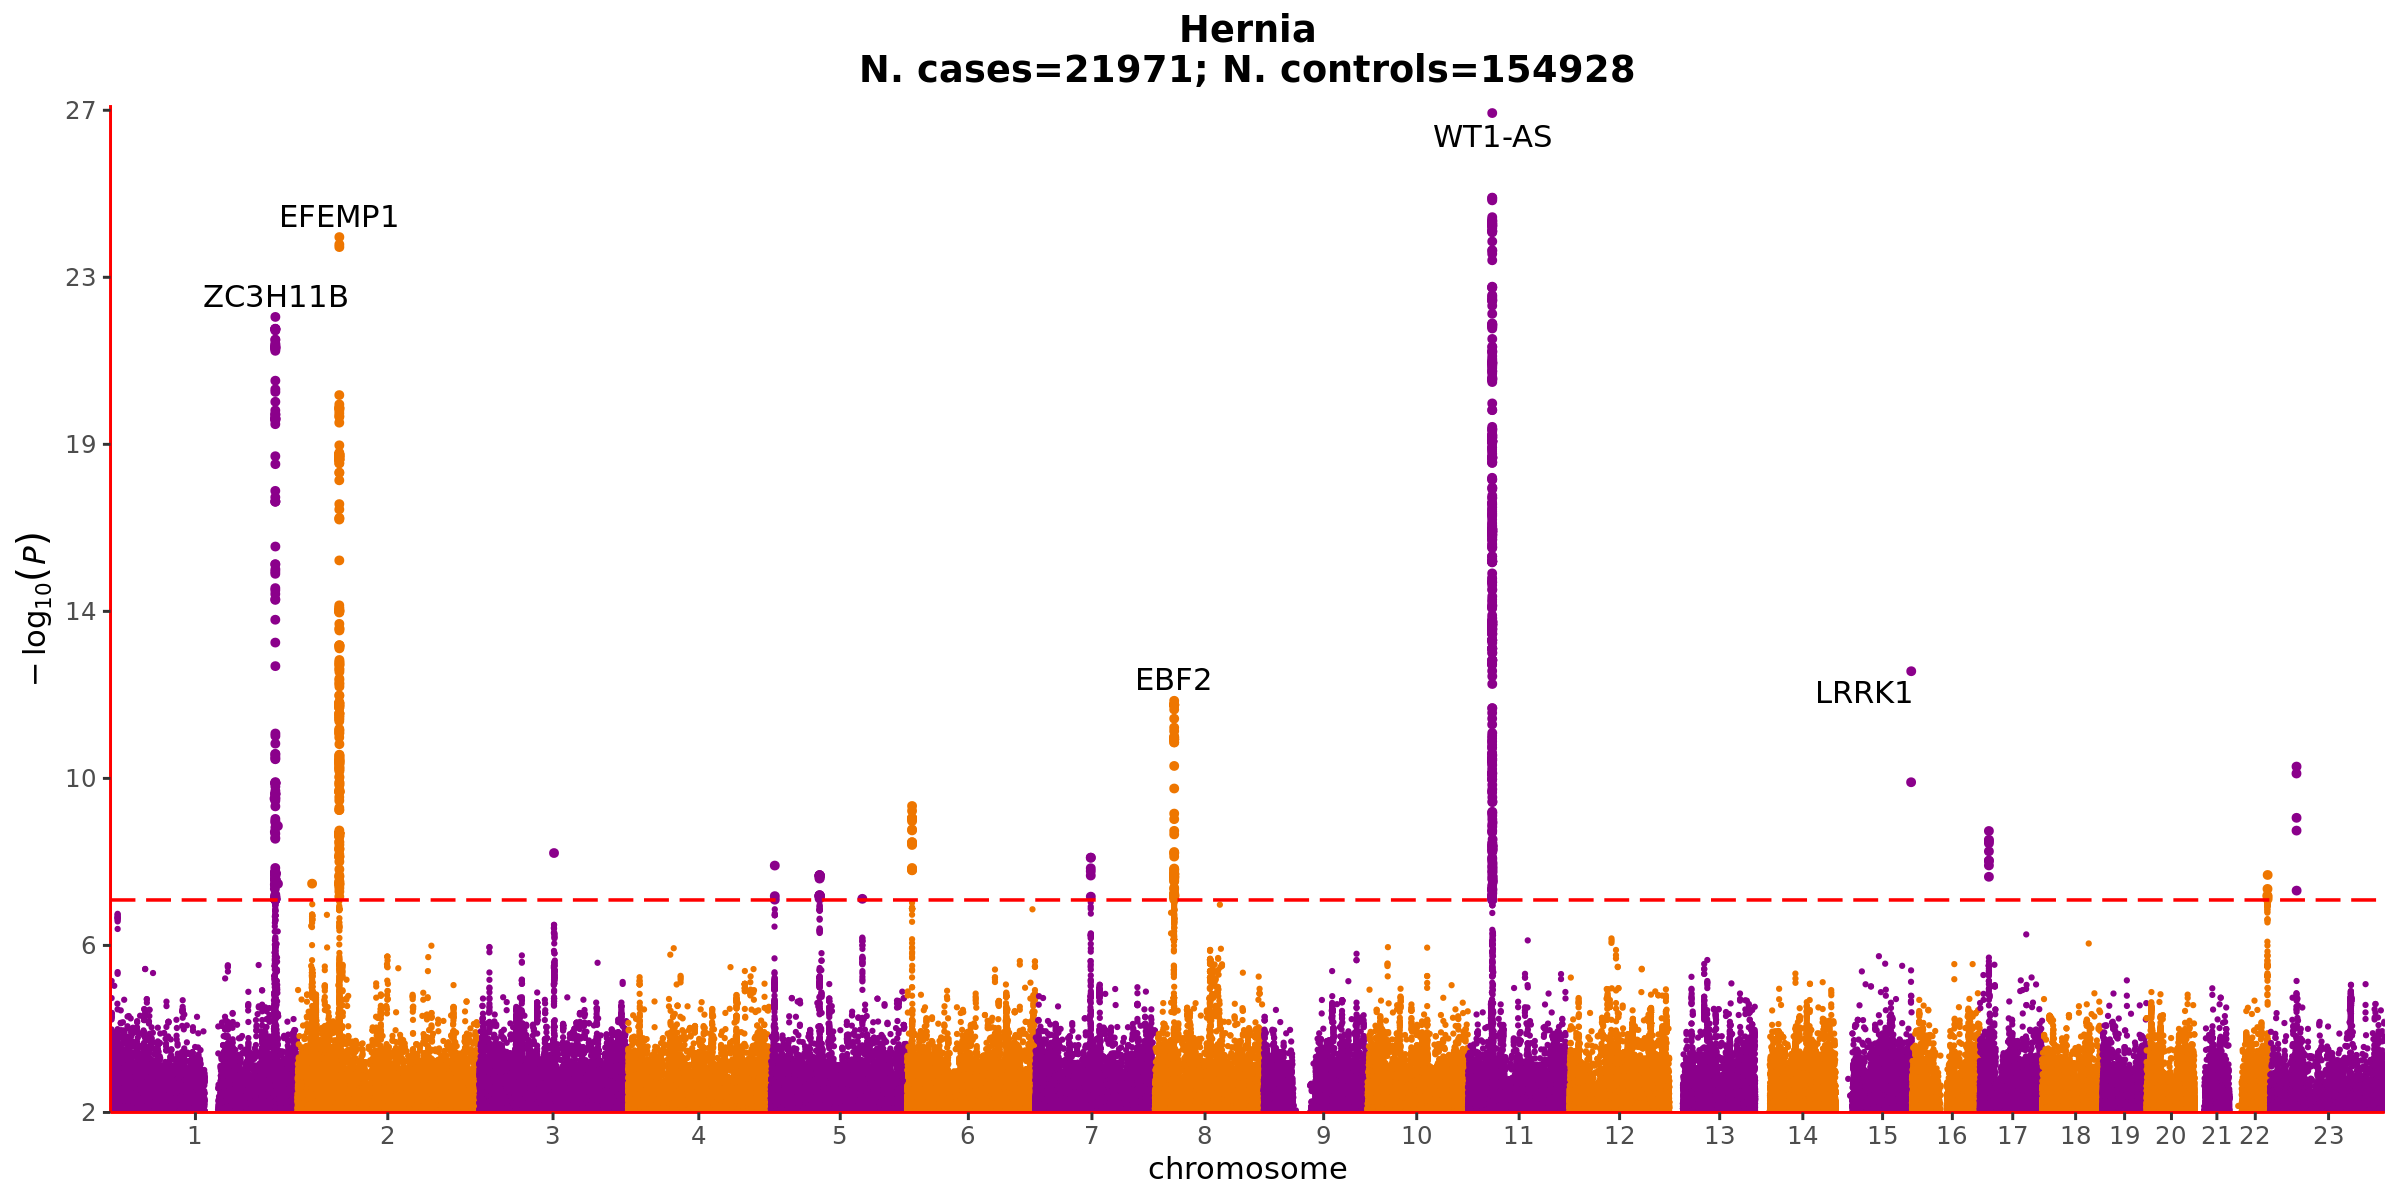 Hernia
N. cases=21971; N. controls=154928
27
WT1-AS
EFEMP1
23
ZC3H11B
19
− log10(P)
14
EBF2
LRRK1
10
6
2
1 2 3 4 5 6 7 8 9 10 11 12 13 14 15 16 17 18 19 20 21 22 23
chromosome